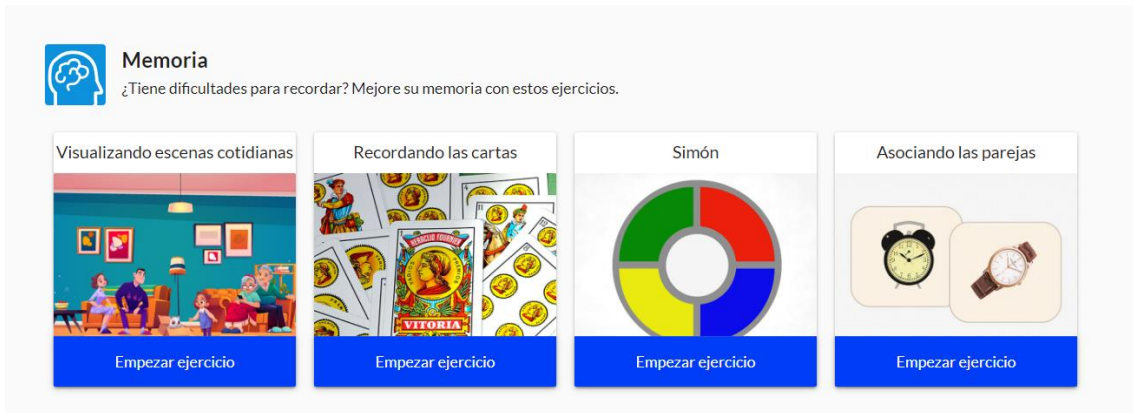 Memoria
¿Tiene dificultades para recordar? Mejore su memoria con estos ejercicios.
Visualizando escenas cotidianas
Recordando las cartas
Simón
Asociando las parejas
HERACLIO FOURNIER
VITORIA
Empezar ejercicio
Empezar ejercicio
Empezar ejercicio
Empezar ejercicio